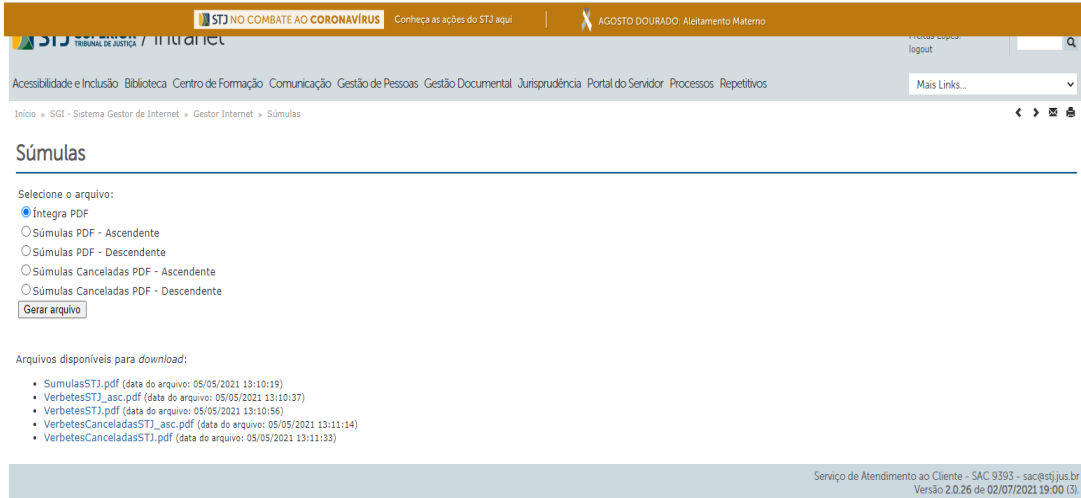 STJ NO COMBATE AO CORONAVÍRUS Conheça as ações do STJ aqui AGOSTO DOURADO: Aleitamento Materno
STJ SUPERIOR TRIBUNAL DE JUSTIÇA / Intranet
Freitas Lopes.
logout
Acessibilidade e Inclusão Biblioteca Centro de Formação Comunicação Gestão de Pessoas Gestão Documental Jurisprudência Portal do Servidor Processos Repetitivos Mais Links...
Início » SGI - Sistema Gestor de Internet » Gestor Internet » Súmulas
Súmulas
Selecione o arquivo:
Íntegra PDF
Súmulas PDF - Ascendente
Súmulas PDF - Descendente
Súmulas Canceladas PDF - Ascendente
Súmulas Canceladas PDF - Descendente
Gerar arquivo
Arquivos disponíveis para download:
• SumulasSTJ.pdf (data do arquivo: 05/05/2021 13:10:19)
• VerbetesSTJ_asc.pdf (data do arquivo: 05/05/2021 13:10:37)
• VerbetesSTJ.pdf (data do arquivo: 05/05/2021 13:10:56)
• VerbetesCanceladasSTJ_asc.pdf (data do arquivo: 05/05/2021 13:11:14)
• VerbetesCanceladasSTJ.pdf (data do arquivo: 05/05/2021 13:11:33)
Serviço de Atendimento ao Cliente - SAC 9393 - sac@stj.jus.br
Versão 2.0.26 de 02/07/2021 19:00 (3).